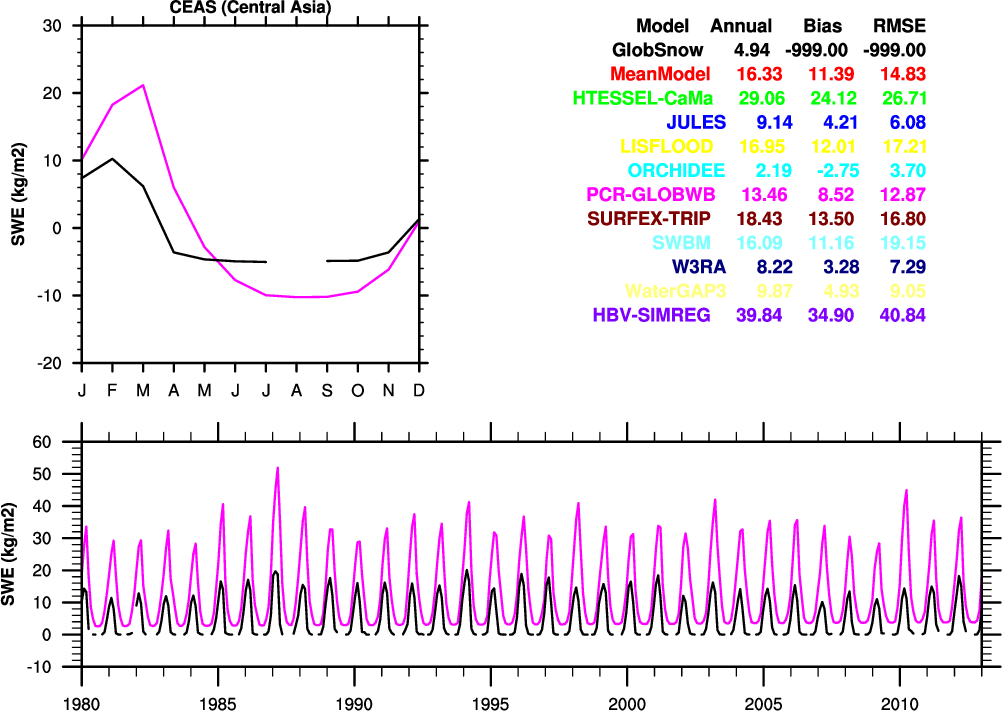 CEAS (Central Asia)
30
20
10
0
-10
-20
SWE (kg/m2)
J F M A M J J A S O N D
Model Annual Bias RMSE
GlobSnow 4.94 -999.00 -999.00
MeanModel 16.33 11.39 14.83
HTESSEL-CaMa 29.06 24.12 26.71
JULES 9.14 4.21 6.08
LISFLOOD 16.95 12.01 17.21
ORCHIDEE 2.19 -2.75 3.70
PCR-GLOBWB 13.46 8.52 12.87
SURFEX-TRIP 18.43 13.50 16.80
SWBM 16.09 11.16 19.15
W3RA 8.22 3.28 7.29
WaterGAP3 9.87 4.93 9.05
HBV-SIMREG 39.84 34.90 40.84
60
50
40
30
20
10
0
-10
SWE (kg/m2)
1980 1985 1990 1995 2000 2005 2010